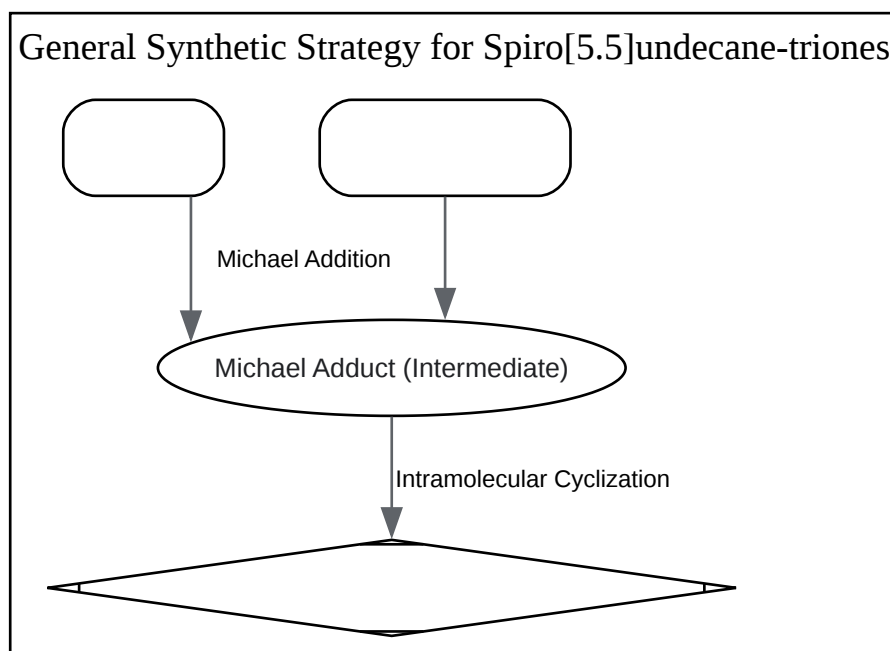 General Synthetic Strategy for Spiro[5.5]undecane-triones
Michael Addition
Michael Adduct (Intermediate)
Intramolecular Cyclization